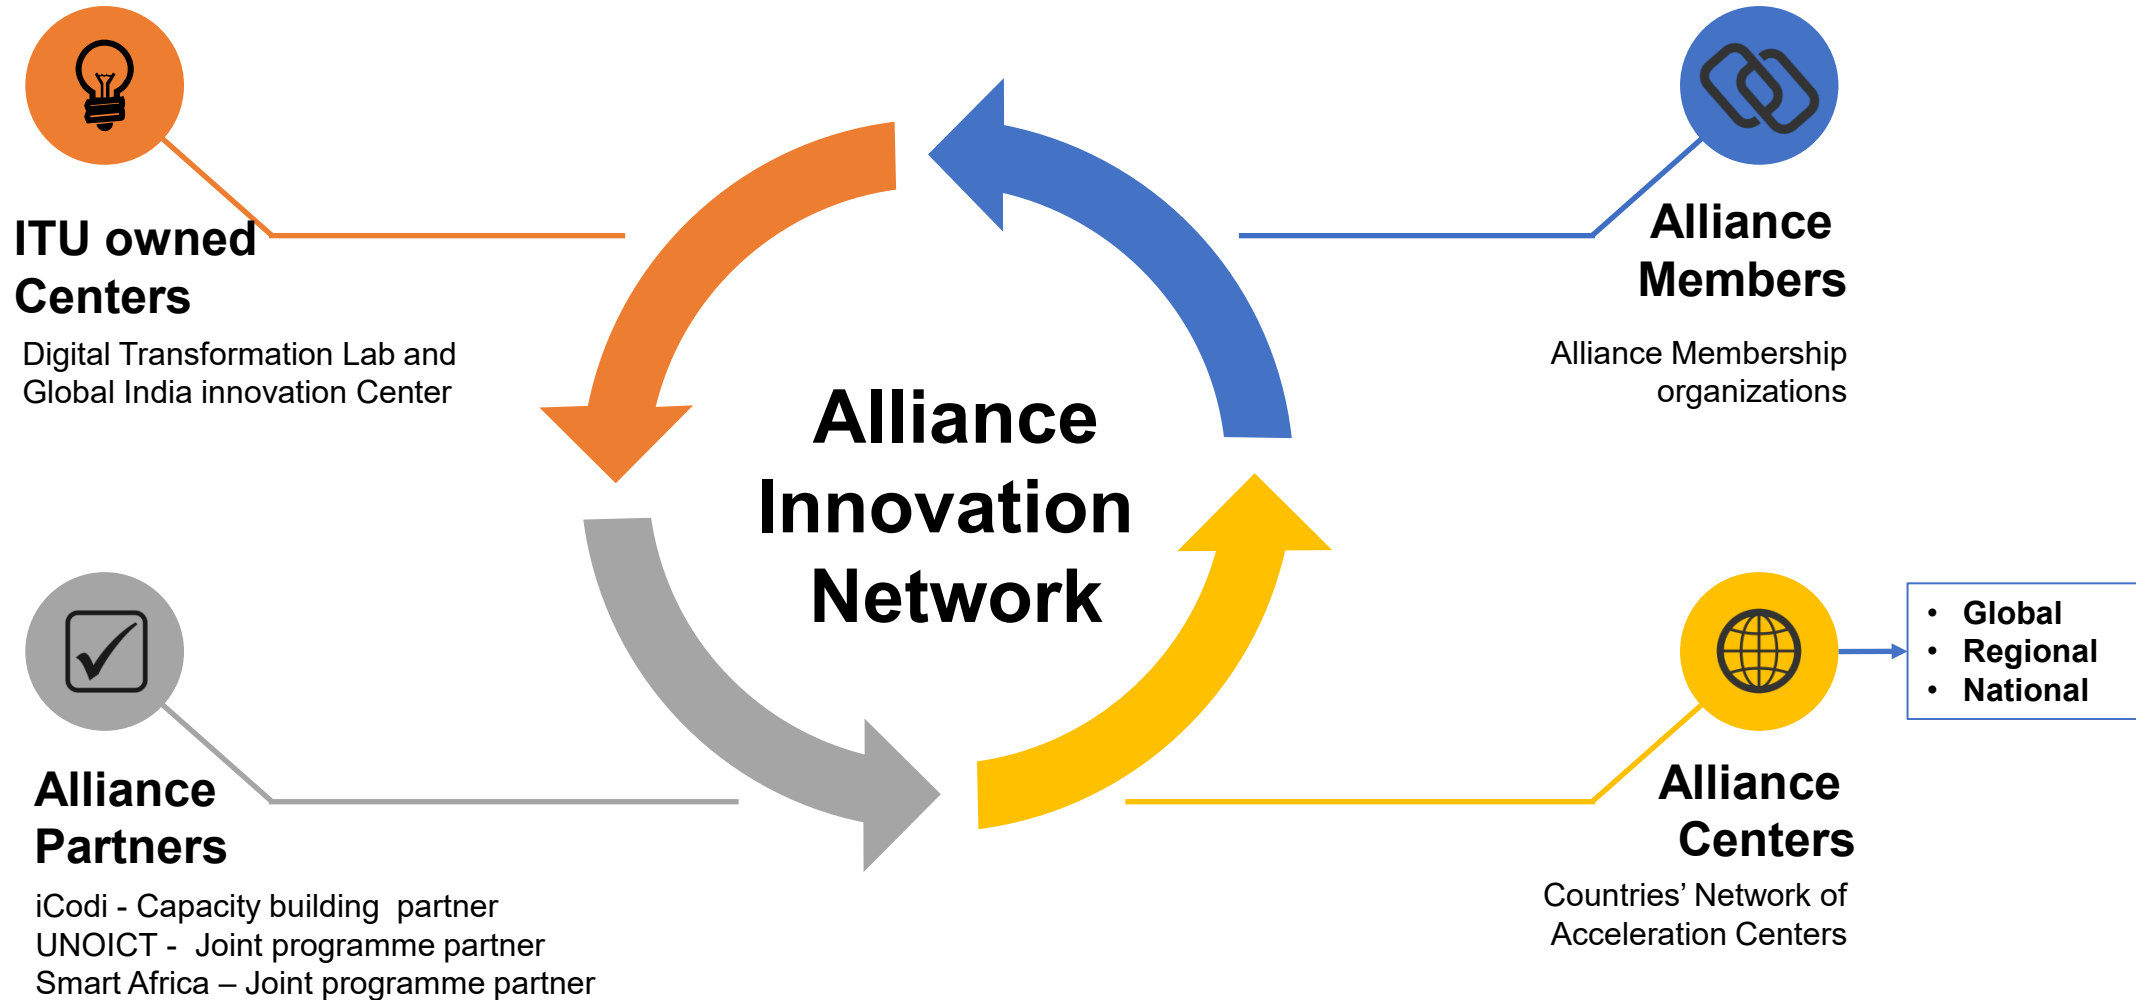 ITU owned
Centers
Digital Transformation Lab and
Global India innovation Center
Alliance
Members
Alliance Membership
organizations
Alliance
Innovation
Network
Alliance
Partners
iCodi - Capacity building  partner
UNOICT -  Joint programme partner
Smart Africa – Joint programme partner
• Global
• Regional
• National
Alliance
Centers
Countries’ Network of
Acceleration Centers